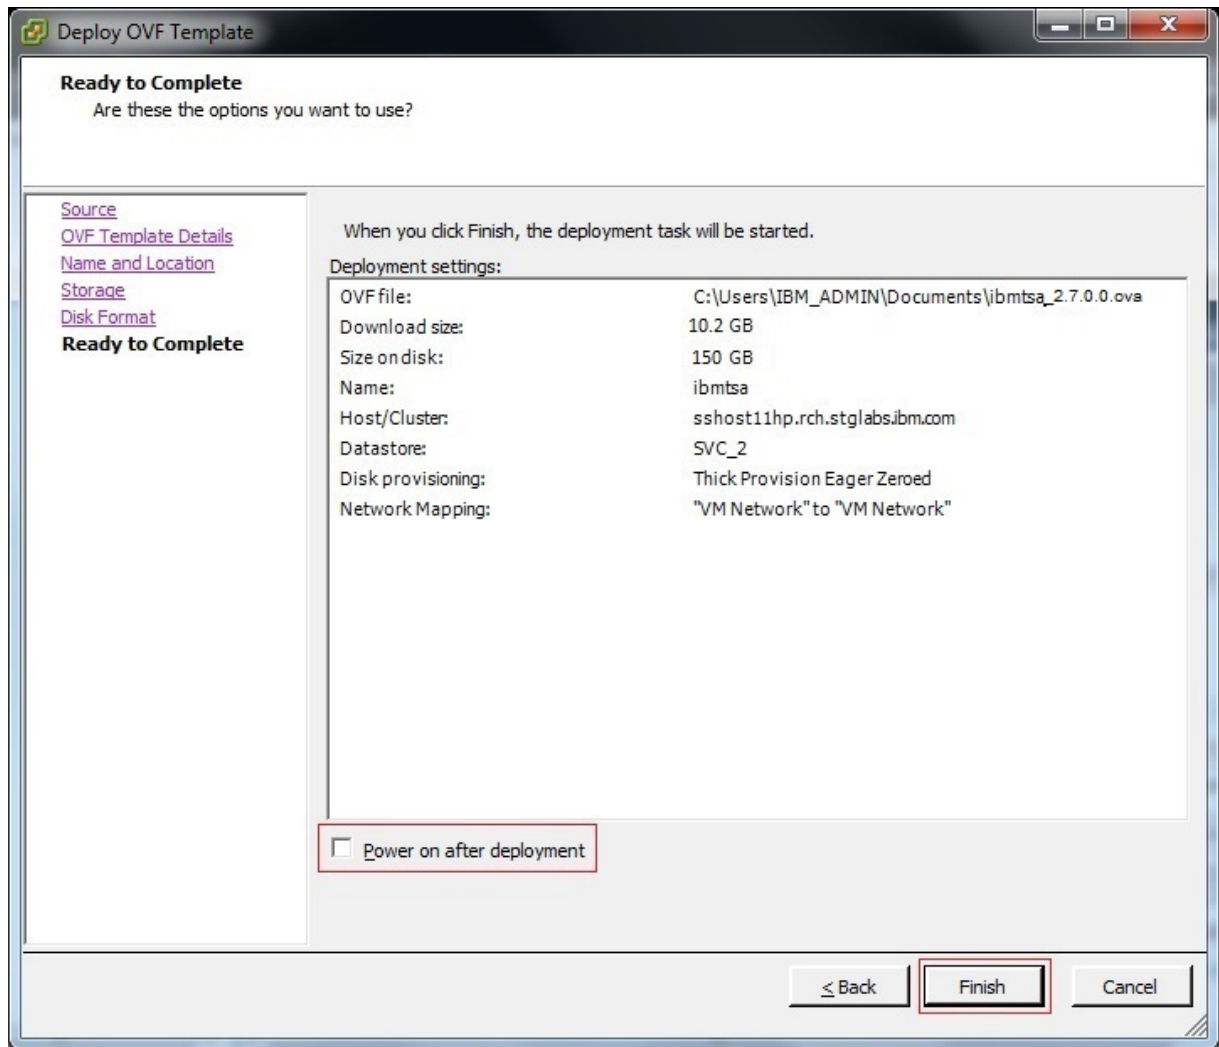 Deploy OVF Template
Ready to Complete
Are these the options you want to use?
Source
OVF Template Details
Name and Location
Storage
Disk Format
Ready to Complete
When you click Finish, the deployment task will be started.
Deployment settings:
OVF file: C:\Users\IBM_ADMIN\Documents\ibmtsa_2.7.0.0.ova
Download size: 10.2 GB
Size on disk: 150 GB
Name: ibmtsa
Host/Cluster: sshost11hp.rch.stglabs.ibm.com
Datastore: SVC_2
Disk provisioning: Thick Provision Eager Zeroed
Network Mapping: "VM Network" to "VM Network"
Power on after deployment
< Back Finish Cancel